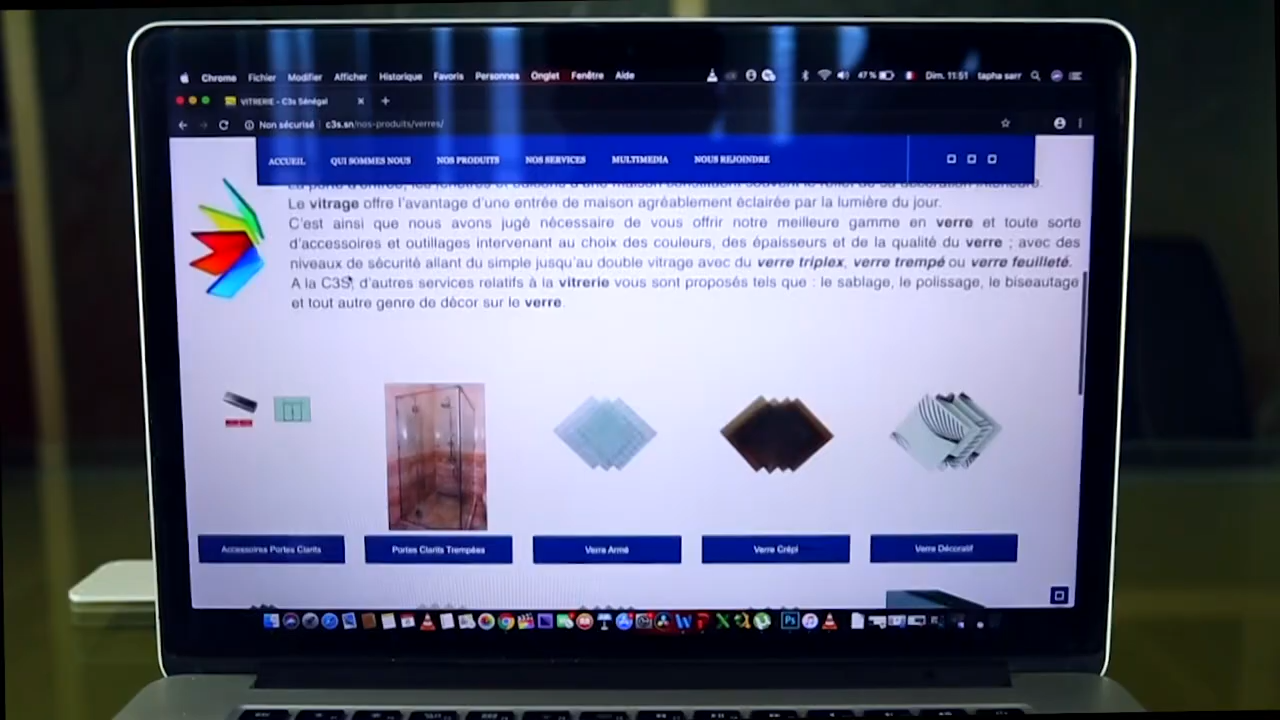 Chrome Fichier Modifier Afficher Historique Favoris Personnes Onglet Fenêtre Aide 47 % Dim. 11:51 tapha sarr
VITRERIE - C3s Sénégal
Non sécurisé c3s.sn/nos-produits/verres/
ACCUEIL QUI SOMMES NOUS NOS PRODUITS NOS SERVICES MULTIMEDIA NOUS REJOINDRE
Le vitrage offre l'avantage d'une entrée de maison agréablement éclairée par la lumière du jour.
C'est ainsi que nous avons jugé nécessaire de vous offrir notre meilleure gamme en verre et toute sorte
d'accessoires et outillages intervenant au choix des couleurs, des épaisseurs et de la qualité du verre ; avec des
niveaux de sécurité allant du simple jusqu'au double vitrage avec du verre triplex, verre trempé ou verre feuilleté.
A la C3S, d'autres services relatifs à la vitrerie vous sont proposés tels que : le sablage, le polissage, le biseautage
et tout autre genre de décor sur le verre.
Accessoires Portes Clarits Portes Clarits Trempées Verre Armé Verre Crépi Verre Décoratif